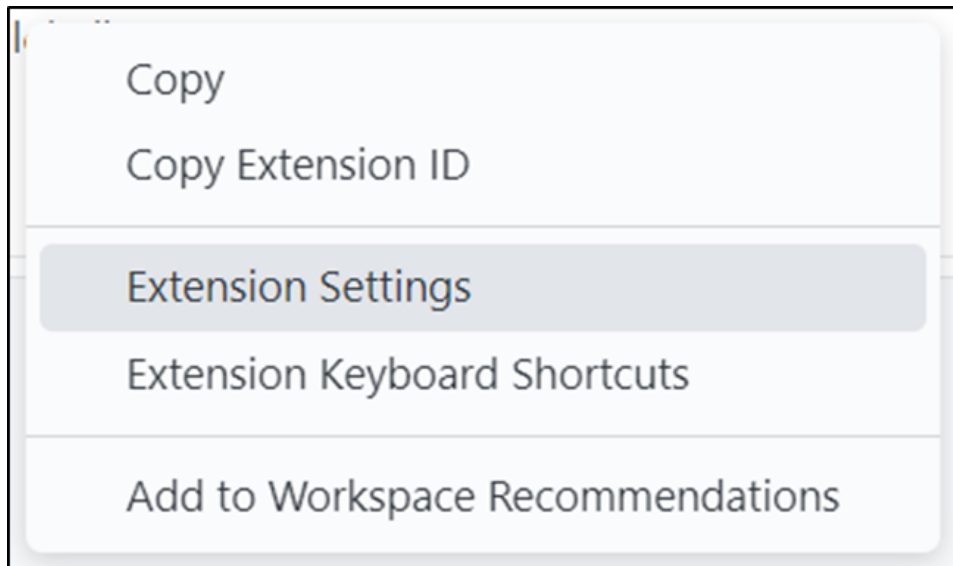 Copy
Copy Extension ID
Extension Settings
Extension Keyboard Shortcuts
Add to Workspace Recommendations